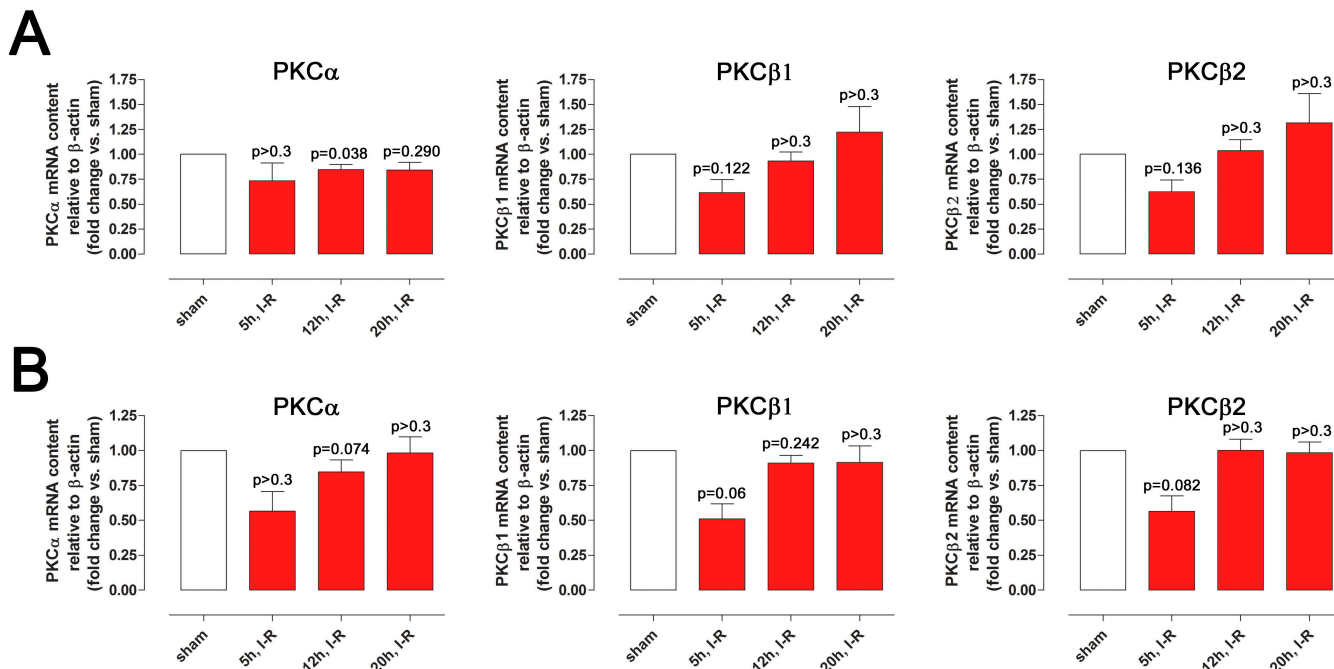 A
PKCα
PKCα mRNA content
relative to β-actin
(fold change vs. sham)
1.75
1.50
1.25
1.00
0.75
0.50
0.25
0.00
p>0.3
p=0.038
p=0.290
sham
5h, I-R
12h, I-R
20h, I-R
PKCβ1
PKCβ1 mRNA content
relative to β-actin
(fold change vs. sham)
1.75
1.50
1.25
1.00
0.75
0.50
0.25
0.00
p=0.122
p>0.3
p>0.3
sham
5h, I-R
12h, I-R
20h, I-R
PKCβ2
PKCβ2 mRNA content
relative to β-actin
(fold change vs. sham)
1.75
1.50
1.25
1.00
0.75
0.50
0.25
0.00
p=0.136
p>0.3
p>0.3
sham
5h, I-R
12h, I-R
20h, I-R
B
PKCα
PKCα mRNA content
relative to β-actin
(fold change vs. sham)
1.25
1.00
0.75
0.50
0.25
0.00
p>0.3
p=0.074
p>0.3
sham
5h, I-R
12h, I-R
20h, I-R
PKCβ1
PKCβ1 mRNA content
relative to β-actin
(fold change vs. sham)
1.25
1.00
0.75
0.50
0.25
0.00
p=0.06
p=0.242
p>0.3
sham
5h, I-R
12h, I-R
20h, I-R
PKCβ2
PKCβ2 mRNA content
relative to β-actin
(fold change vs. sham)
1.25
1.00
0.75
0.50
0.25
0.00
p=0.082
p>0.3
p>0.3
sham
5h, I-R
12h, I-R
20h, I-R